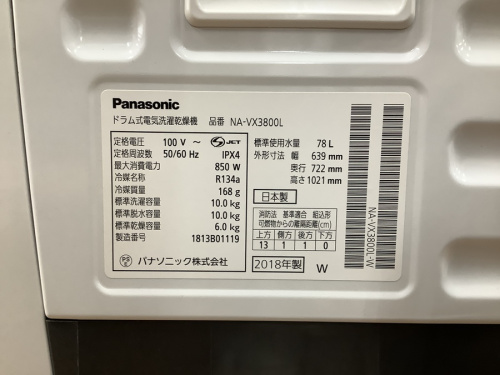 Panasonic
ドラム式電気洗濯乾燥機 品番 NA-VX3800L
定格電圧 100 V ～ JET
定格周波数 50/60 Hz IPX4
最大消費電力 850 W
冷媒名称 R134a
冷媒質量 168 g
標準洗濯容量 10.0 kg
標準脱水容量 10.0 kg
標準乾燥容量 6.0 kg
製造番号 1813B01119
PS E パナソニック株式会社
標準使用水量 78 L
外形寸法 幅 639 mm
奥行 722 mm
高さ 1021 mm
日本製
消防法 基準適合 組込形
可燃物からの離隔距離(cm)
上方 側方 後方 下方
13 1 1 0
2018年製 W
NA-VX3800L-W